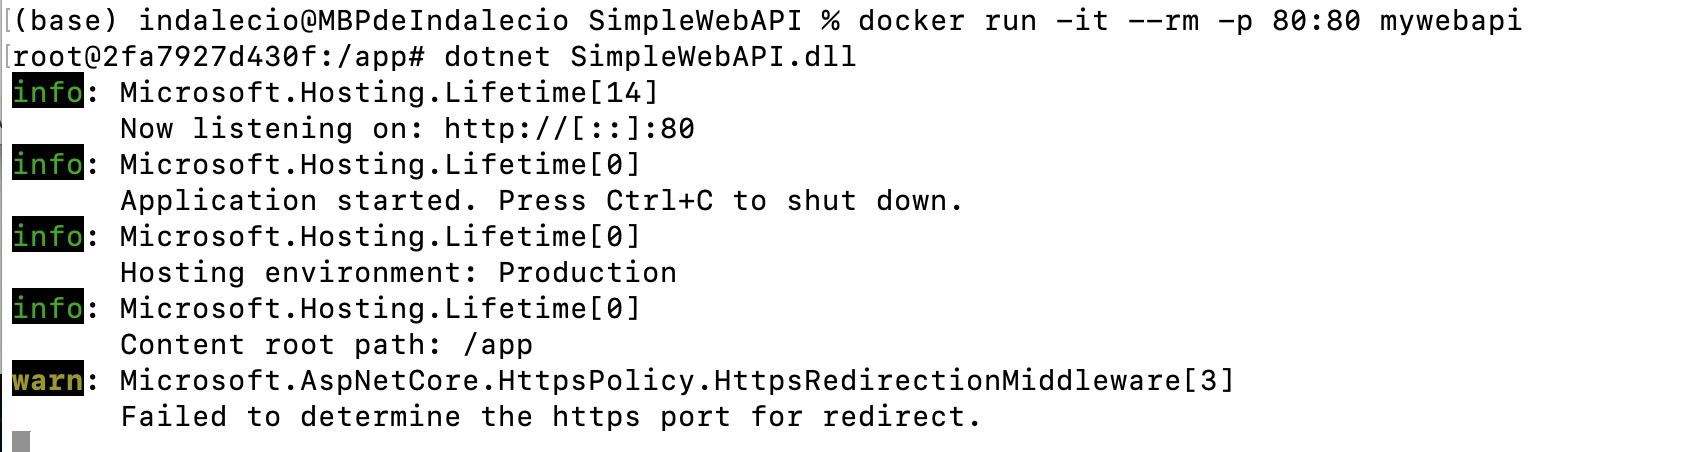 (base) indalecio@MBPdeIndalecio SimpleWebAPI % docker run -it --rm -p 80:80 mywebapi
root@2fa7927d430f:/app# dotnet SimpleWebAPI.dll
info: Microsoft.Hosting.Lifetime[14]
      Now listening on: http://[::]:80
info: Microsoft.Hosting.Lifetime[0]
      Application started. Press Ctrl+C to shut down.
info: Microsoft.Hosting.Lifetime[0]
      Hosting environment: Production
info: Microsoft.Hosting.Lifetime[0]
      Content root path: /app
warn: Microsoft.AspNetCore.HttpsPolicy.HttpsRedirectionMiddleware[3]
      Failed to determine the https port for redirect.